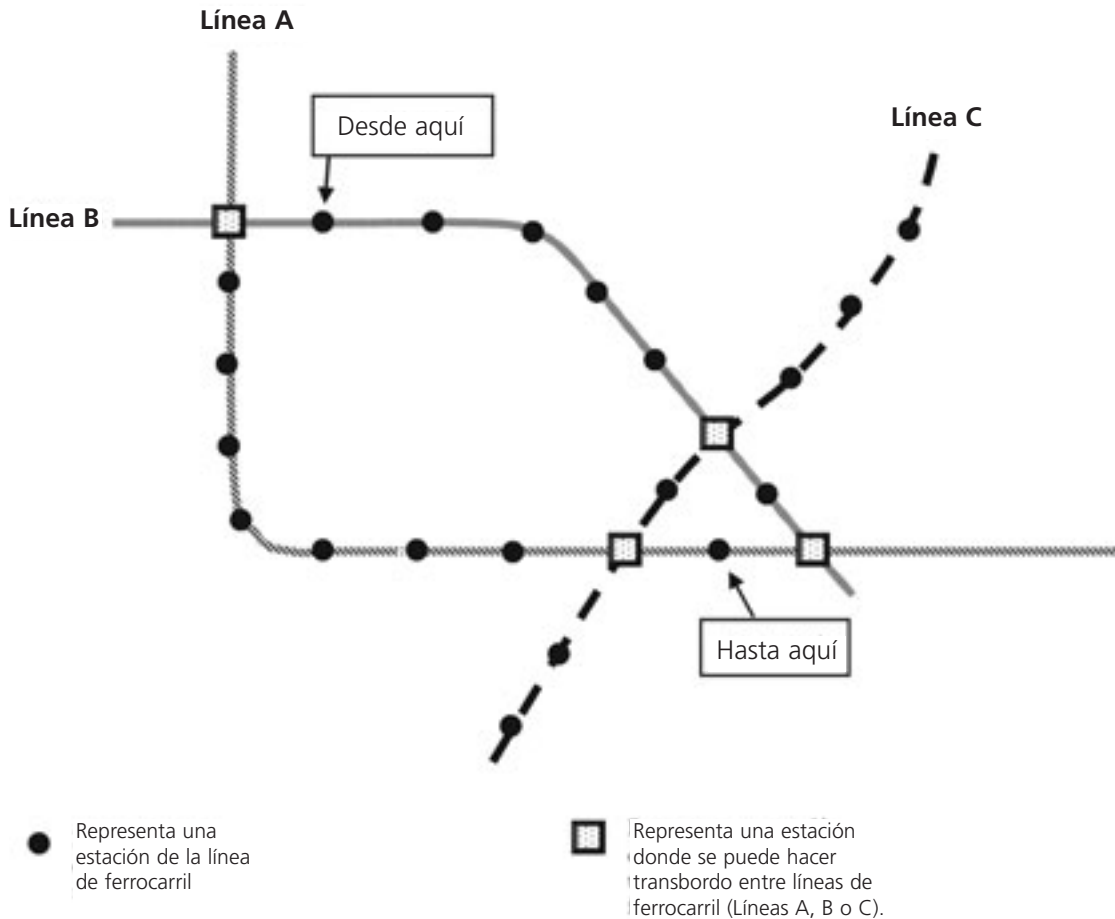 Línea A
Desde aquí
Línea C
Línea B
Hasta aquí
Representa una
estación de la línea
de ferrocarril
Representa una estación
donde se puede hacer
transbordo entre líneas de
ferrocarril (Líneas A, B o C).